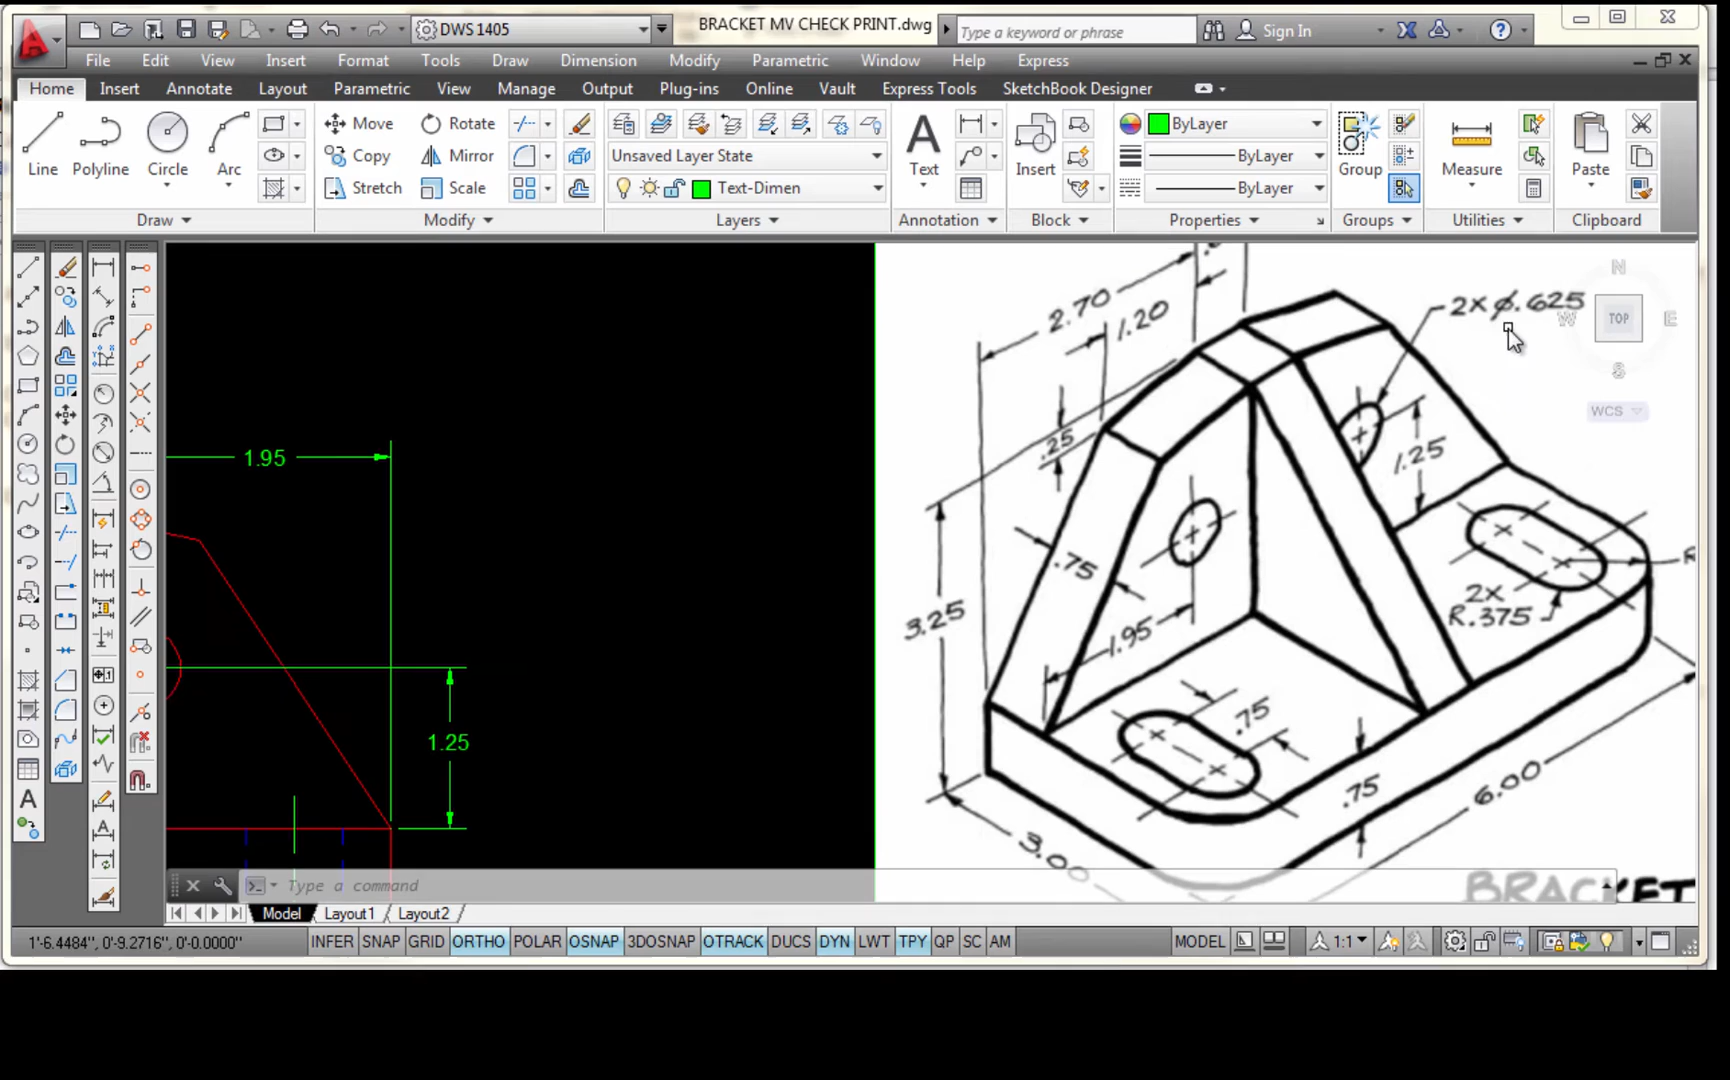 DWS 1405
BRACKET MV CHECK PRINT.dwg
Type a keyword or phrase
Sign In
File Edit View Insert Format Tools Draw Dimension Modify Parametric Window Help Express
Home Insert Annotate Layout Parametric View Manage Output Plug-ins Online Vault Express Tools SketchBook Designer
Line Polyline Circle Arc
Move Rotate
Copy Mirror
Stretch Scale
Unsaved Layer State
Text-Dimen
Text
Insert
ByLayer
ByLayer
ByLayer
Group
Measure
Paste
Draw Modify Layers Annotation Block Properties Groups Utilities Clipboard
N
W TOP E
S
WCS
1.95
1.25
2.70
1.20
2X Ø.625
.25
1.25
.75
3.25
1.95
2X
R.375
.75
.75
6.00
3.00
BRACKET
Type a command
Model Layout1 Layout2
1'-6.4484", 0'-9.2716", 0'-0.0000"
INFER SNAP GRID ORTHO POLAR OSNAP 3DOSNAP OTRACK DUCS DYN LWT TPY QP SC AM
MODEL
1:1